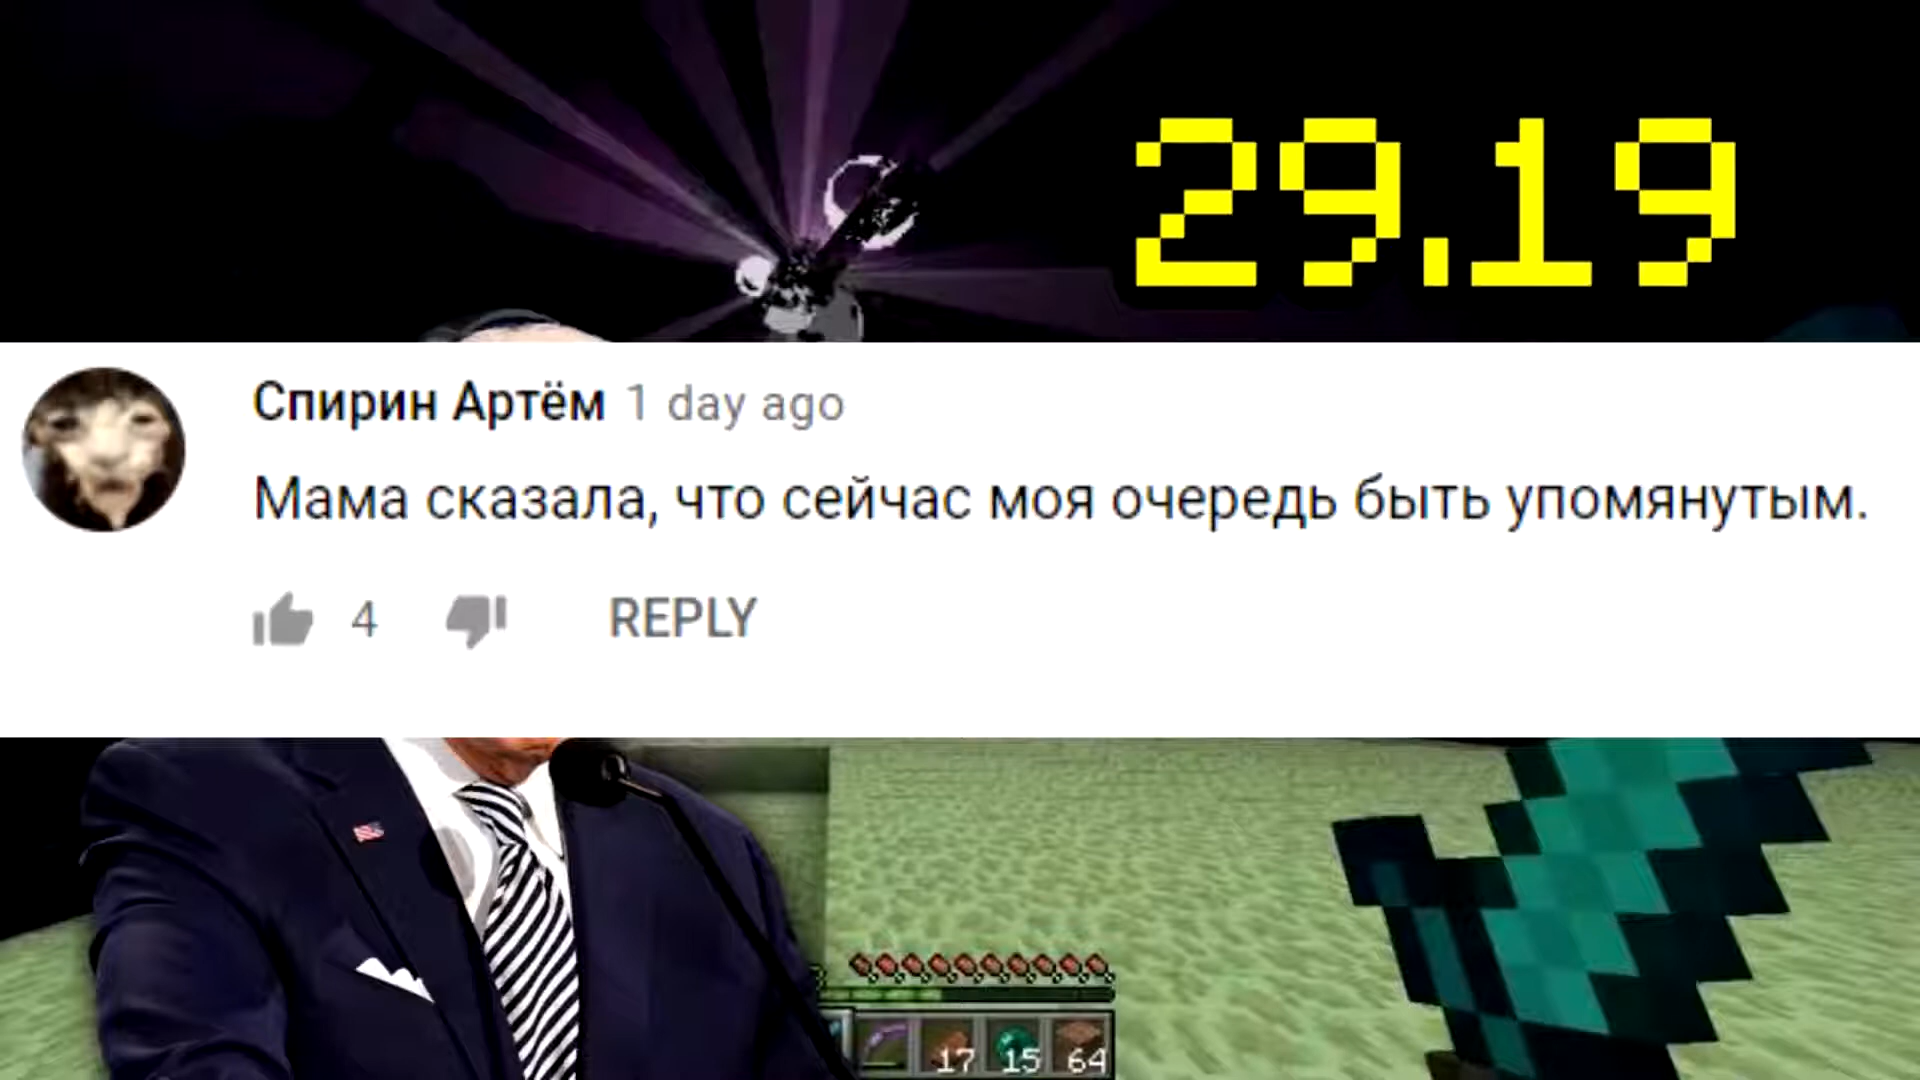 29.19
Спирин Артём 1 day ago
Мама сказала, что сейчас моя очередь быть упомянутым.
4 REPLY
17 15 64